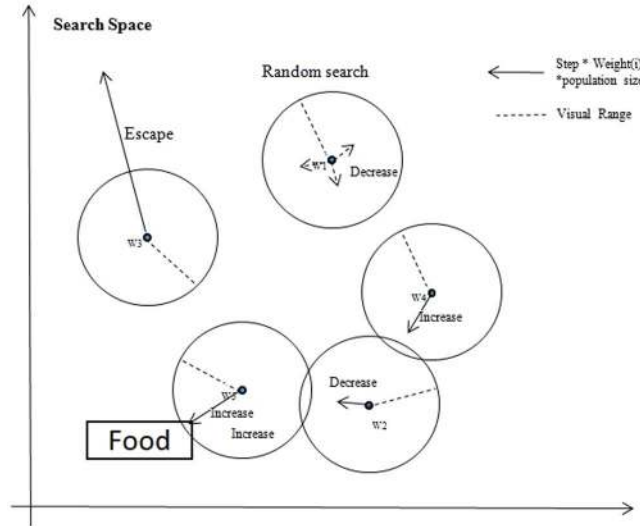 Search Space
Step * Weight(i)
*population size
Visual Range
Random search
Escape
W1
Decrease
W3
W4
Increase
Decrease
W5
Increase
Increase
W2
Food